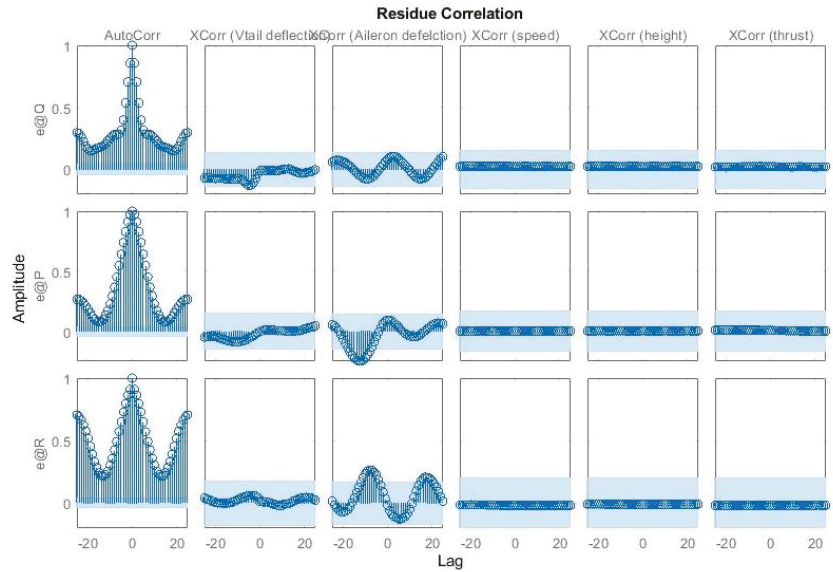 Residue Correlation
AutoCorr XCorr (Vtail deflection) XCorr (Aileron defelction) XCorr (speed) XCorr (height) XCorr (thrust)
Amplitude
e@Q
1
0.5
0
e@P
1
0.5
0
e@R
1
0.5
0
-20 0 20 -20 0 20 -20 0 20 -20 0 20 -20 0 20 -20 0 20
Lag